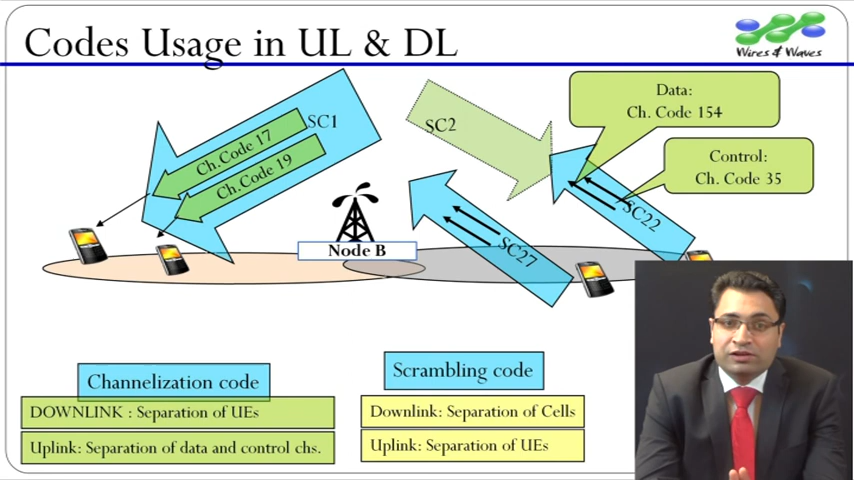 Codes Usage in UL & DL
Wires & Waves
SC1
Ch.Code 17
Ch.Code 19
SC2
Data:
Ch. Code 154
Control:
Ch. Code 35
SC22
SC27
Node B
Channelization code
DOWNLINK : Separation of UEs
Uplink: Separation of data and control chs.
Scrambling code
Downlink: Separation of Cells
Uplink: Separation of UEs